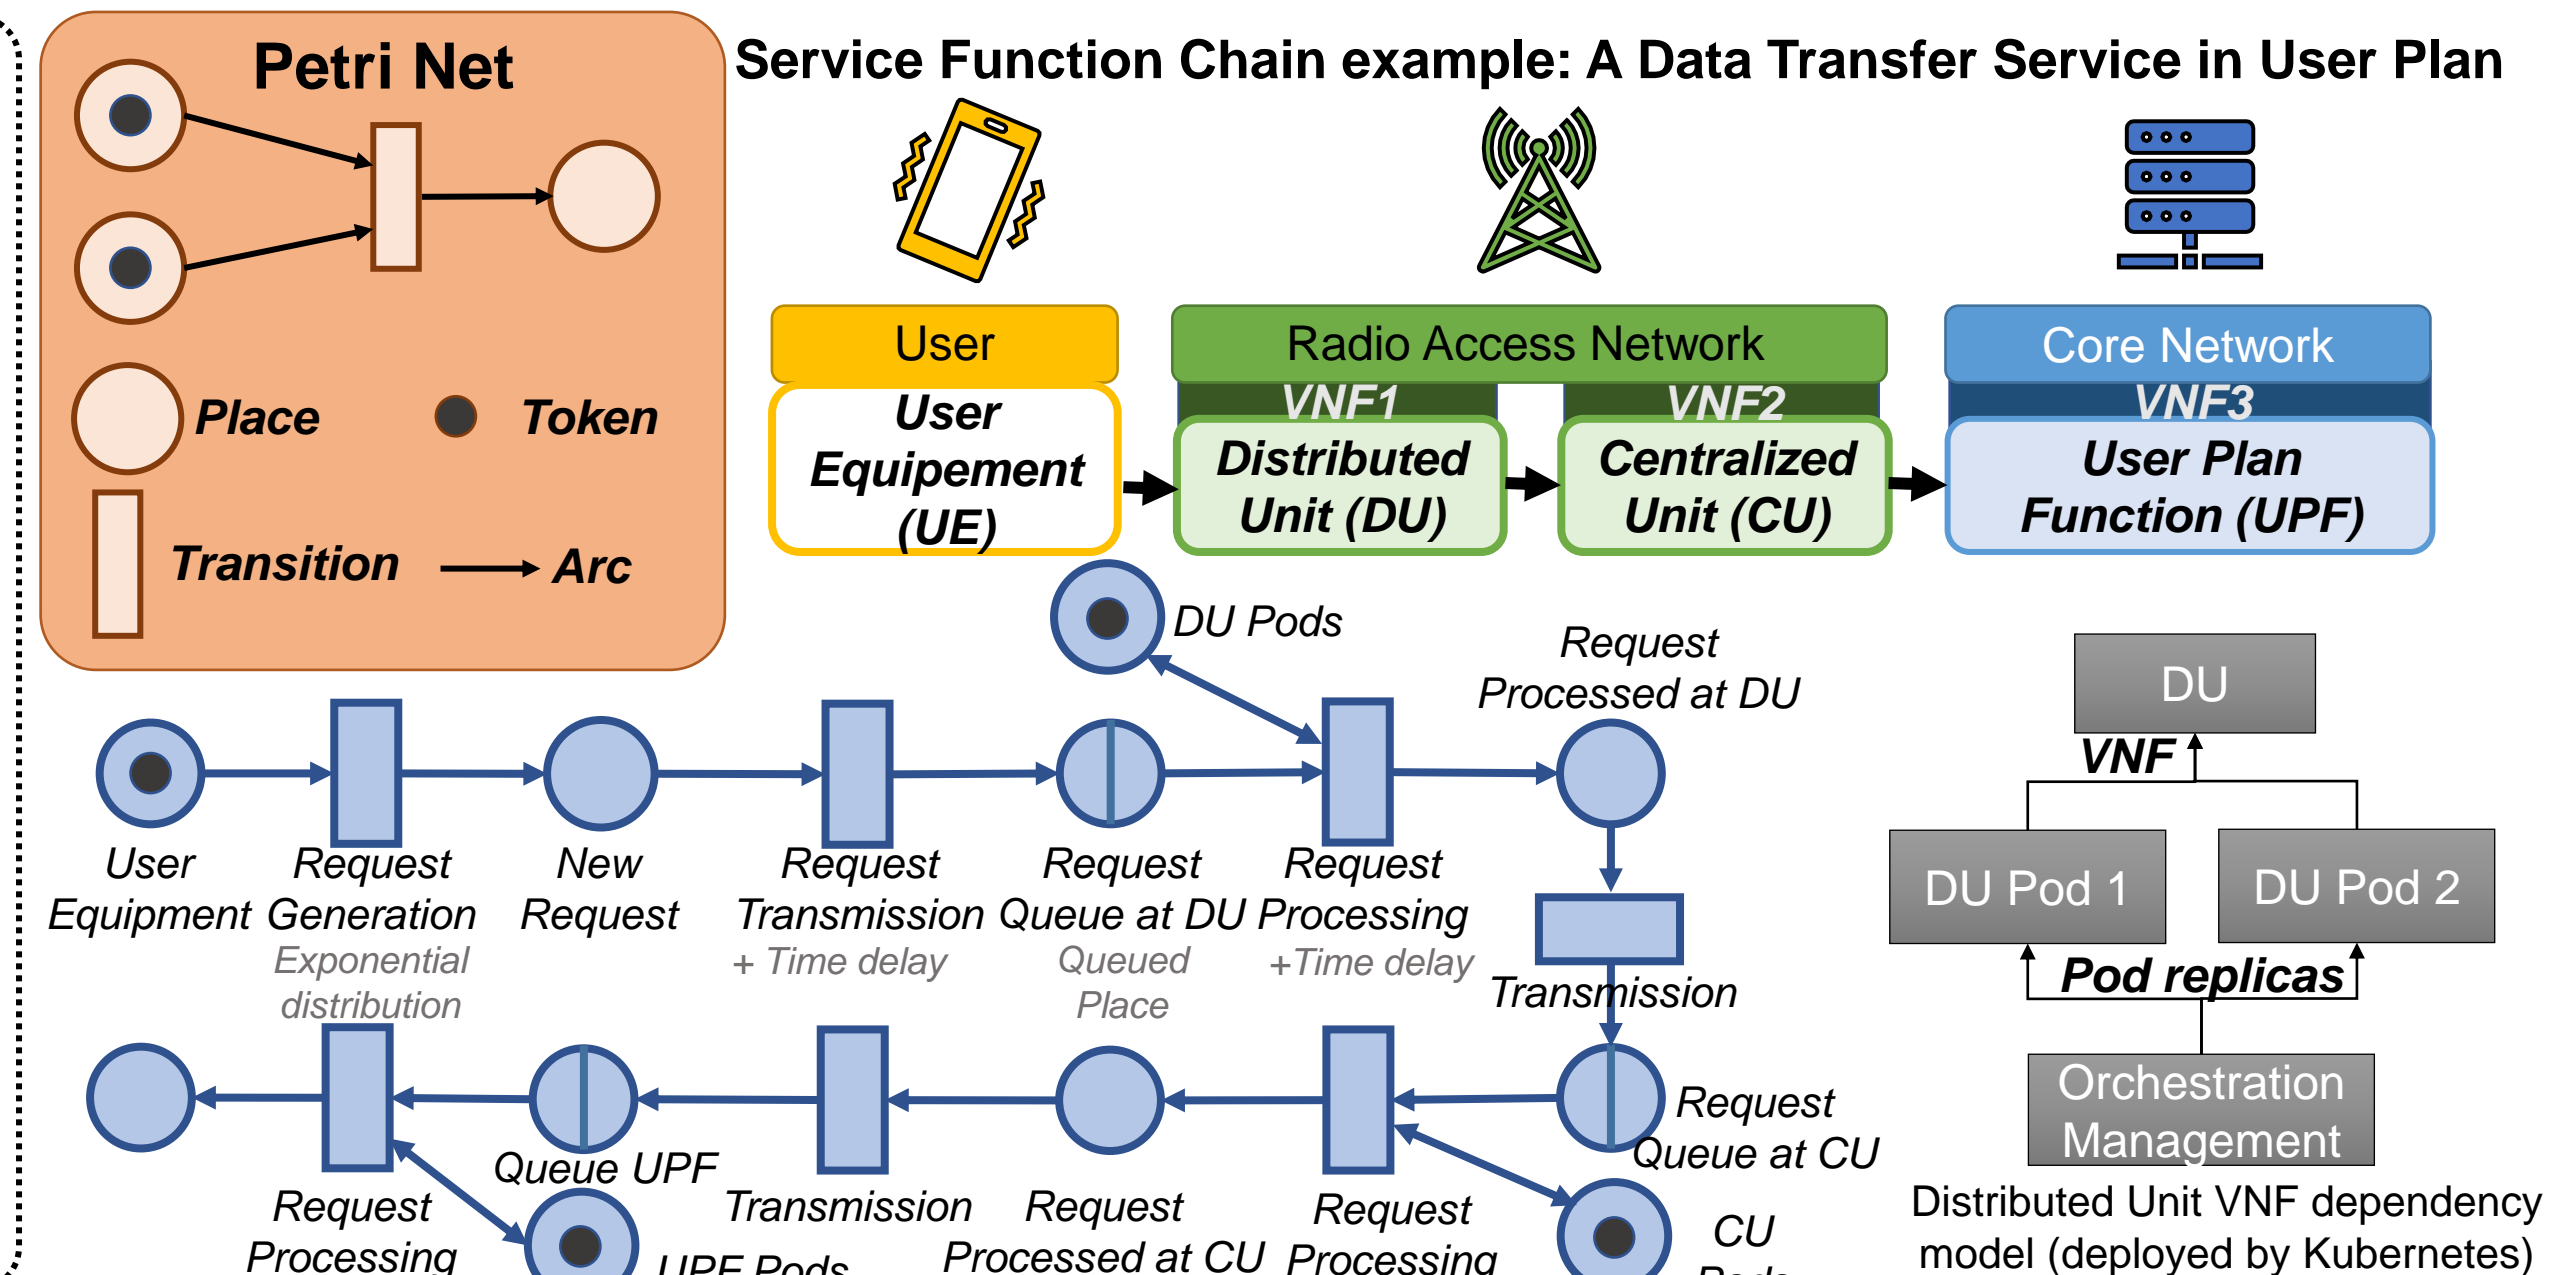 Petri Net
Place
Token
Transition
Arc
Service Function Chain example: A Data Transfer Service in User Plan
User
User
Equipement
(UE)
Radio Access Network
VNF1
Distributed
Unit (DU)
VNF2
Centralized
Unit (CU)
Core Network
VNF3
User Plan
Function (UPF)
DU Pods
Request
Processed at DU
User
Equipment
Request
Generation
Exponential
distribution
New
Request
Request
Transmission
+ Time delay
Request
Queue at DU
Queued
Place
Request
Processing
+Time delay
Transmission
Request
Queue at CU
CU
Pods
Request
Processing
Request
Processed at CU
Transmission
Queue UPF
UPF Pods
Request
Processing
DU
VNF
DU Pod 1
DU Pod 2
Pod replicas
Orchestration
Management
Distributed Unit VNF dependency
model (deployed by Kubernetes)